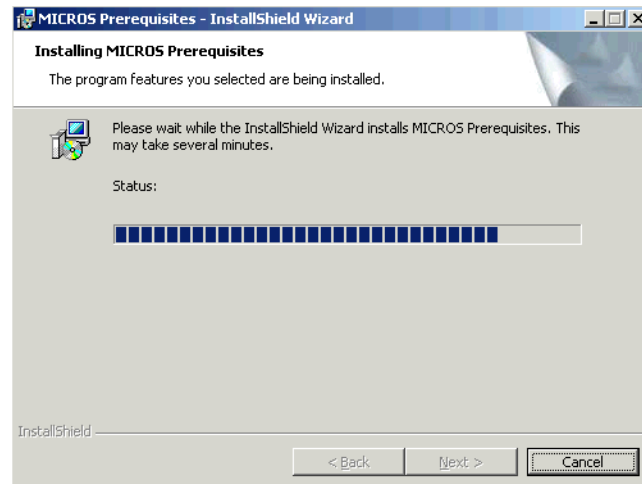 MICROS Prerequisites - InstallShield Wizard
Installing MICROS Prerequisites
The program features you selected are being installed.
Please wait while the InstallShield Wizard installs MICROS Prerequisites. This
may take several minutes.
Status:
InstallShield
< Back Next > Cancel